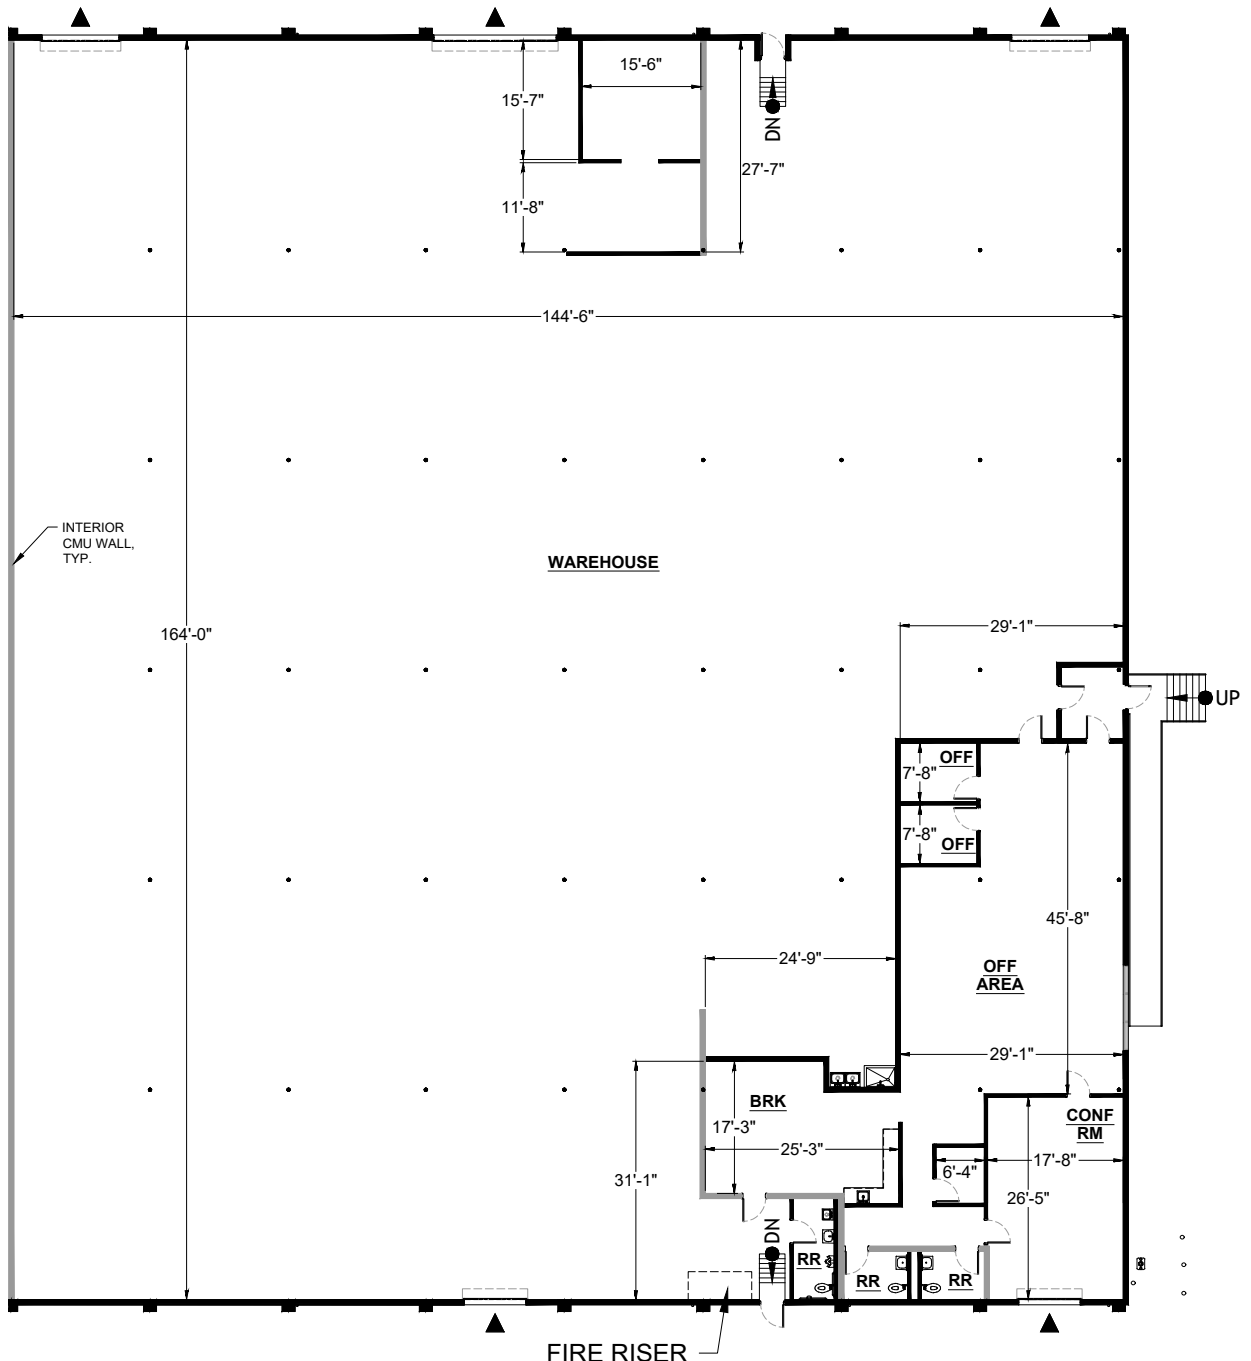 15'-6"
15'-7"
DN
27'-7"
11'-8"
144'-6"
INTERIOR
CMU WALL,
TYP.
WAREHOUSE
164'-0"
29'-1"
UP
OFF
7'-8"
7'-8"
OFF
45'-8"
24'-9"
OFF
AREA
29'-1"
BRK
CONF
RM
17'-3"
25'-3"
17'-8"
6'-4"
31'-1"
26'-5"
DN
RR
RR
RR
FIRE RISER